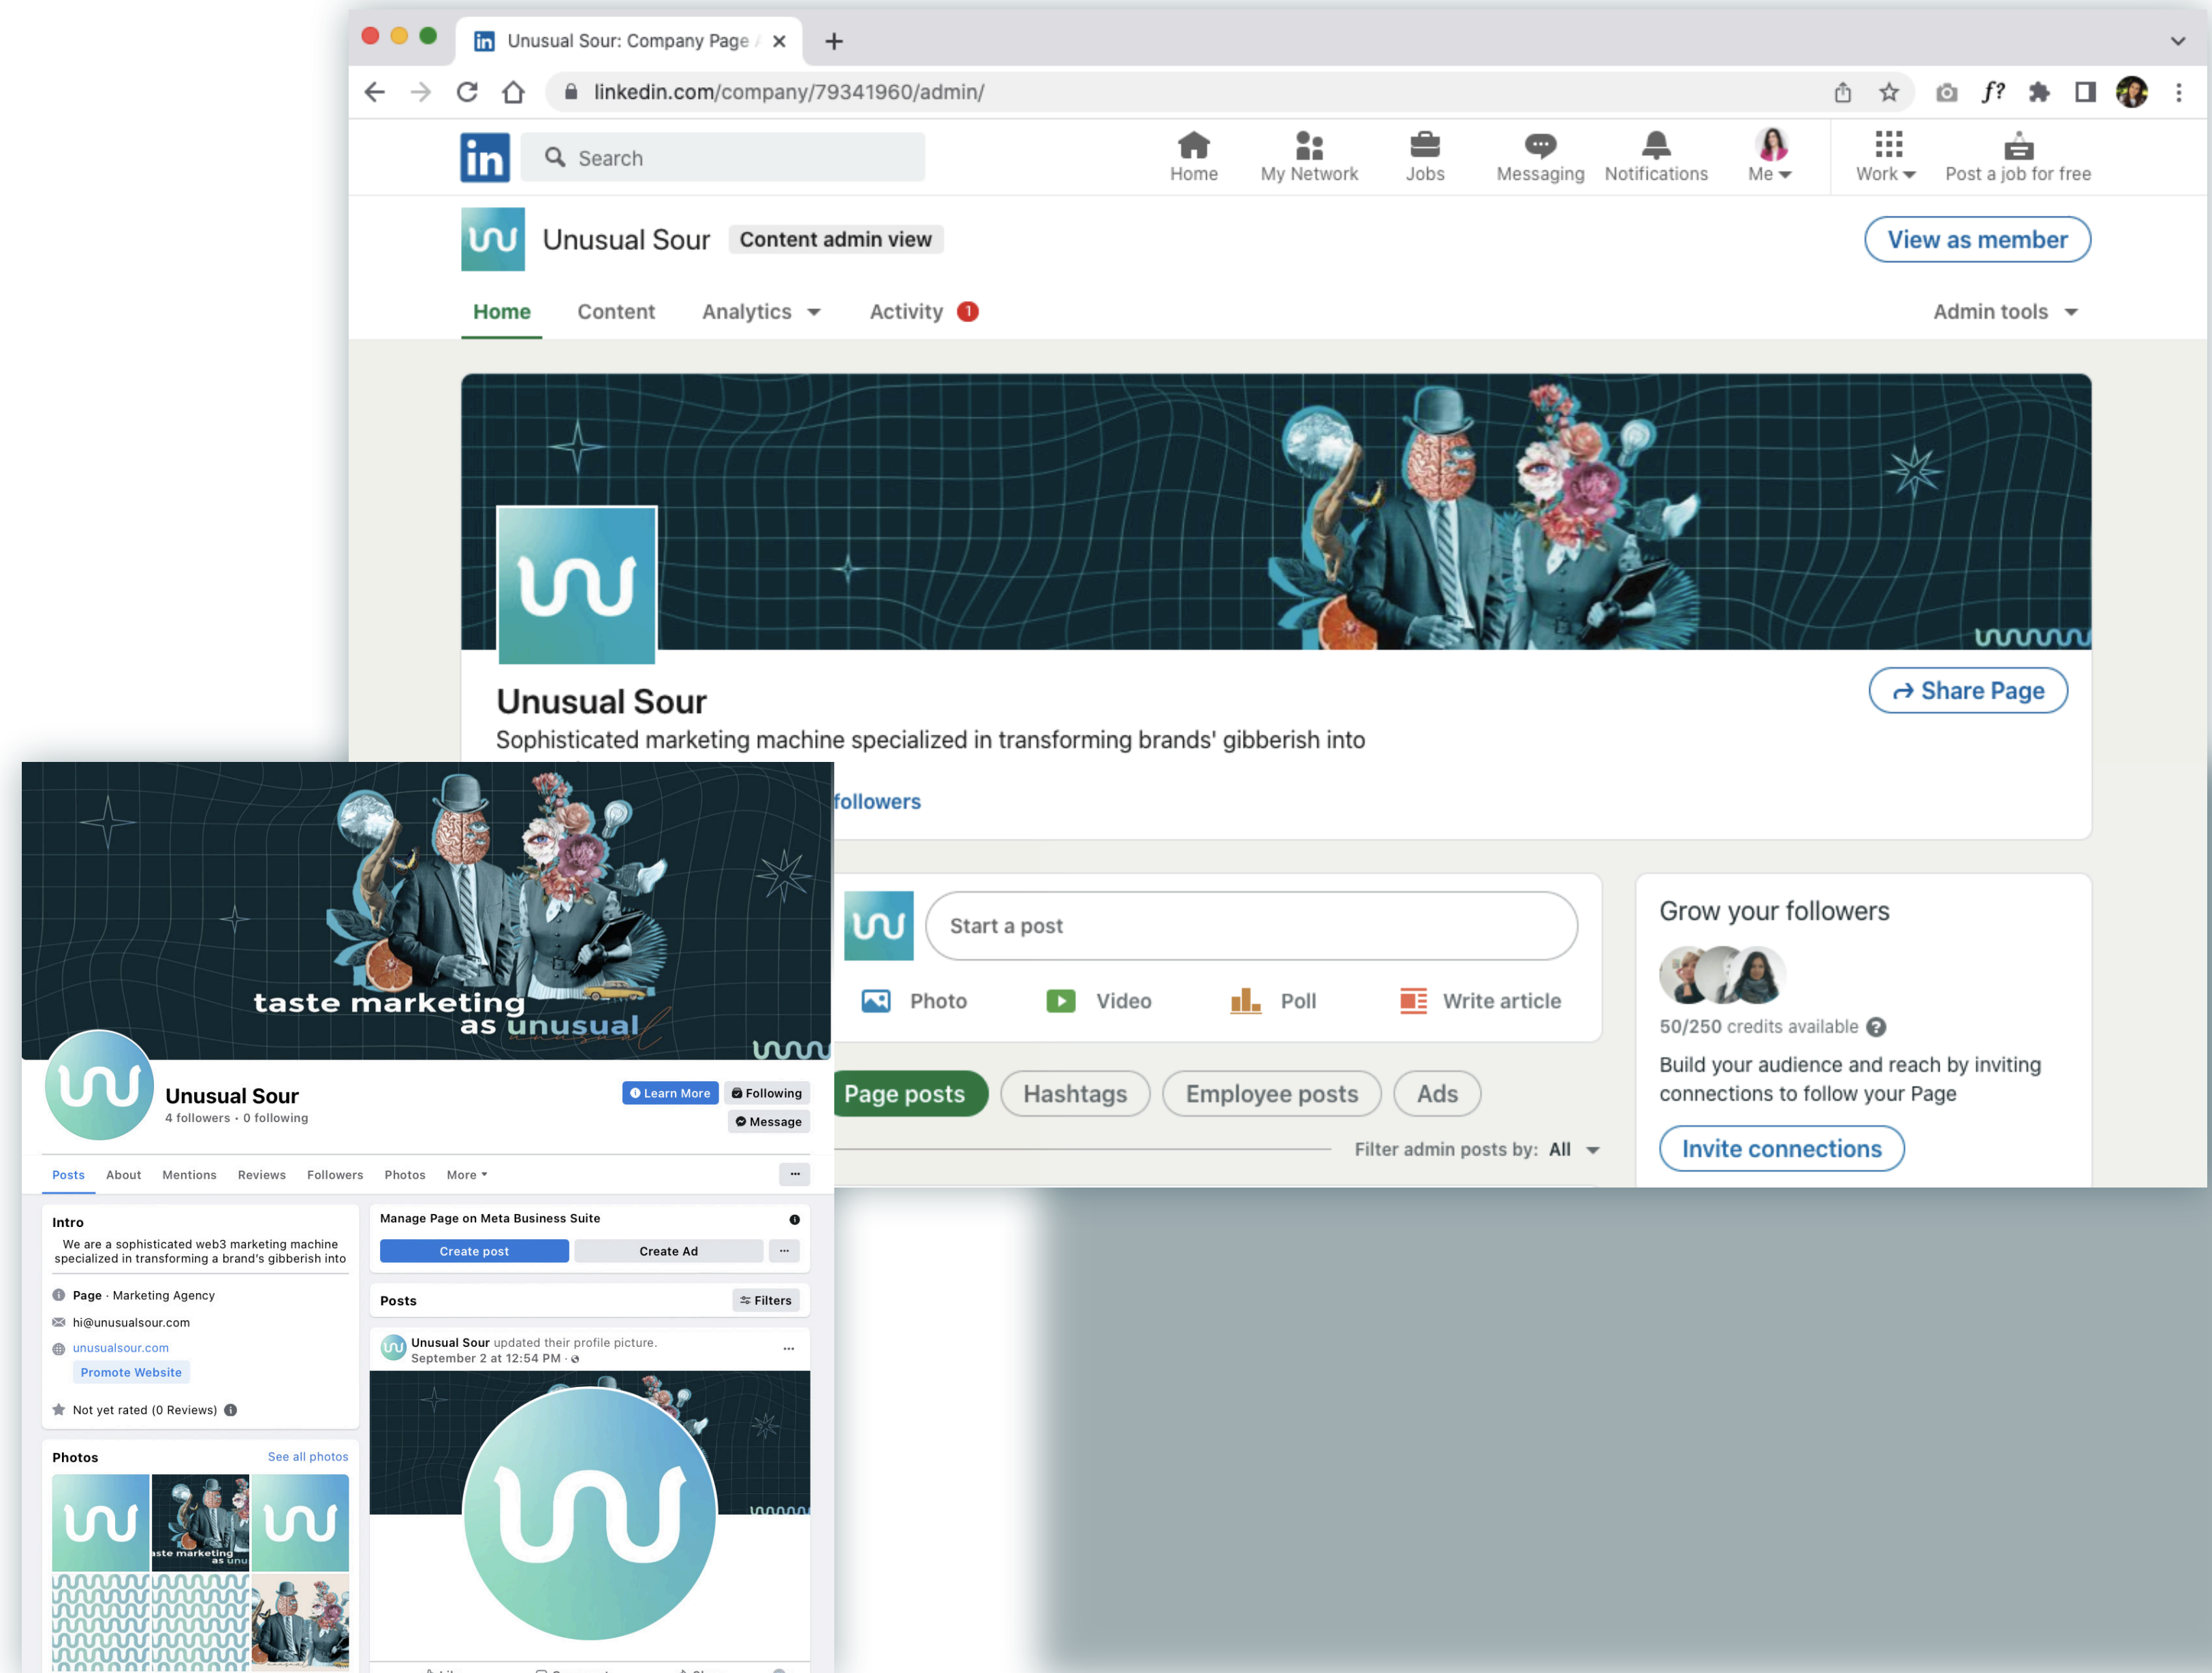 Unusual Sour: Company Page
linkedin.com/company/79341960/admin/
f?
in
Search
Home
My Network
Jobs
Messaging
Notifications
Me
Work
Post a job for free
Unusual Sour
Content admin view
View as member
Home
Content
Analytics
Activity
1
Admin tools
Unusual Sour
Share Page
Sophisticated marketing machine specialized in transforming brands' gibberish into
followers
Start a post
Photo
Video
Poll
Write article
Page posts
Hashtags
Employee posts
Ads
Filter admin posts by: All
Grow your followers
50/250 credits available
Build your audience and reach by inviting
connections to follow your Page
Invite connections
taste marketing
as unusual
unusual
Unusual Sour
4 followers · 0 following
Learn More
Following
Message
Posts
About
Mentions
Reviews
Followers
Photos
More
Intro
We are a sophisticated web3 marketing machine
specialized in transforming a brand's gibberish into
Page · Marketing Agency
hi@unusualsour.com
unusualsour.com
Promote Website
Not yet rated (0 Reviews)
Photos
See all photos
aste marketing
as unu
Manage Page on Meta Business Suite
Create post
Create Ad
Posts
Filters
Unusual Sour updated their profile picture.
September 2 at 12:54 PM ·